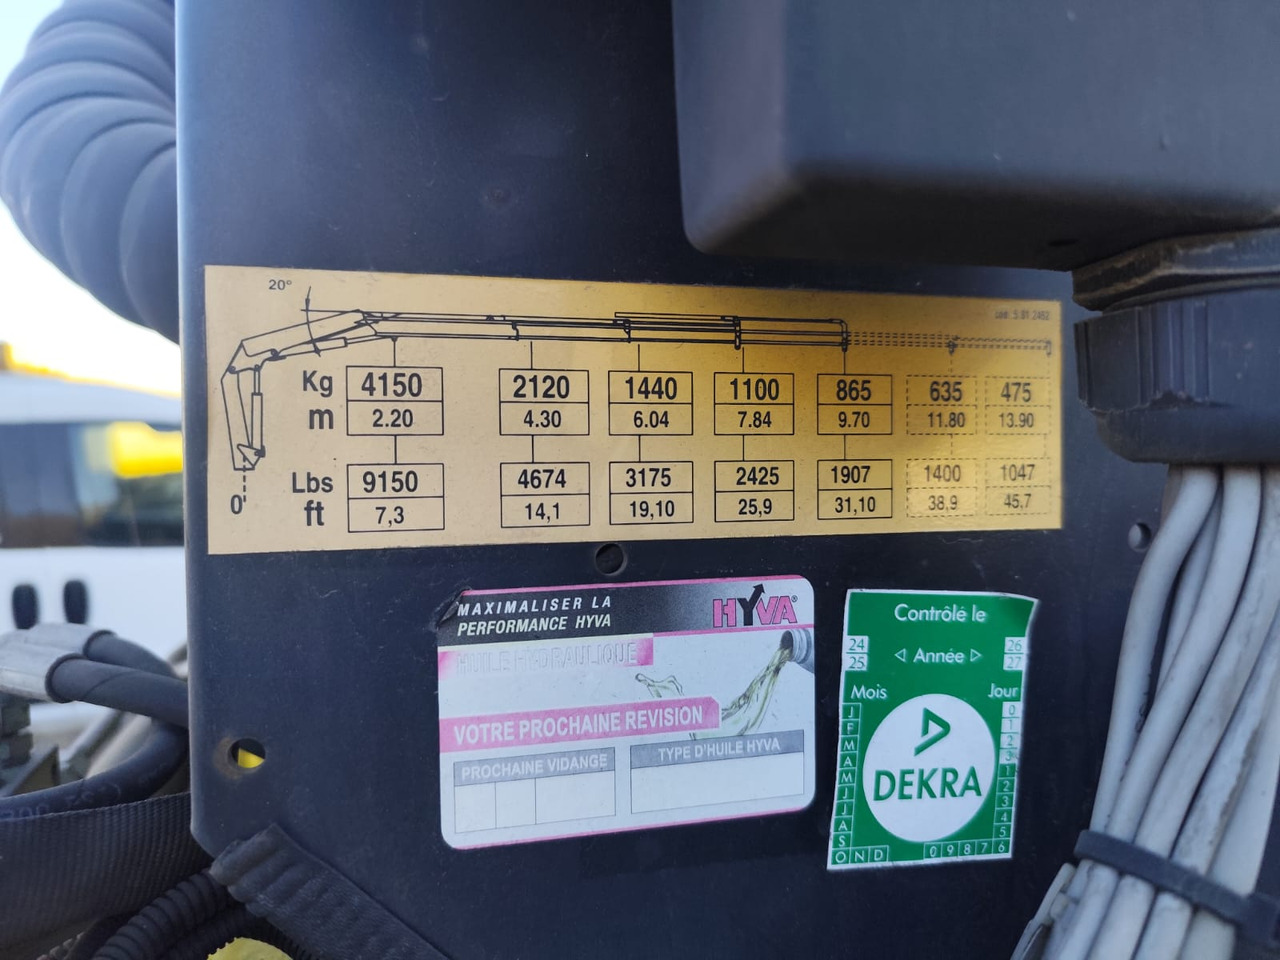 20°
cod. S 81 2452
Kg 4150 2120 1440 1100 865 635 475
m 2.20 4.30 6.04 7.84 9.70 11.80 13.90
Lbs 9150 4674 3175 2425 1907 1400 1047
ft 7,3 14,1 19,10 25,9 31,10 38,9 45,7
0
MAXIMALISER LA
PERFORMANCE HYVA
HYVA®
HUILE HYDRAULIQUE
VOTRE PROCHAINE REVISION
PROCHAINE VIDANGE
TYPE D'HUILE HYVA
Contrôlé le
24 26
Année
25 27
Mois Jour
J F M A M J J A S O N D
0 1 2 3 1 2 3 4 5 6 7 8 9 0
DEKRA